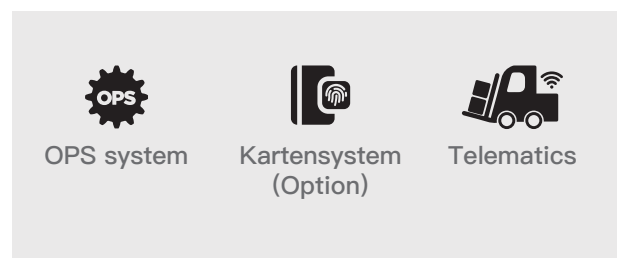 OPS
OPS system
Kartensystem
(Option)
Telematics